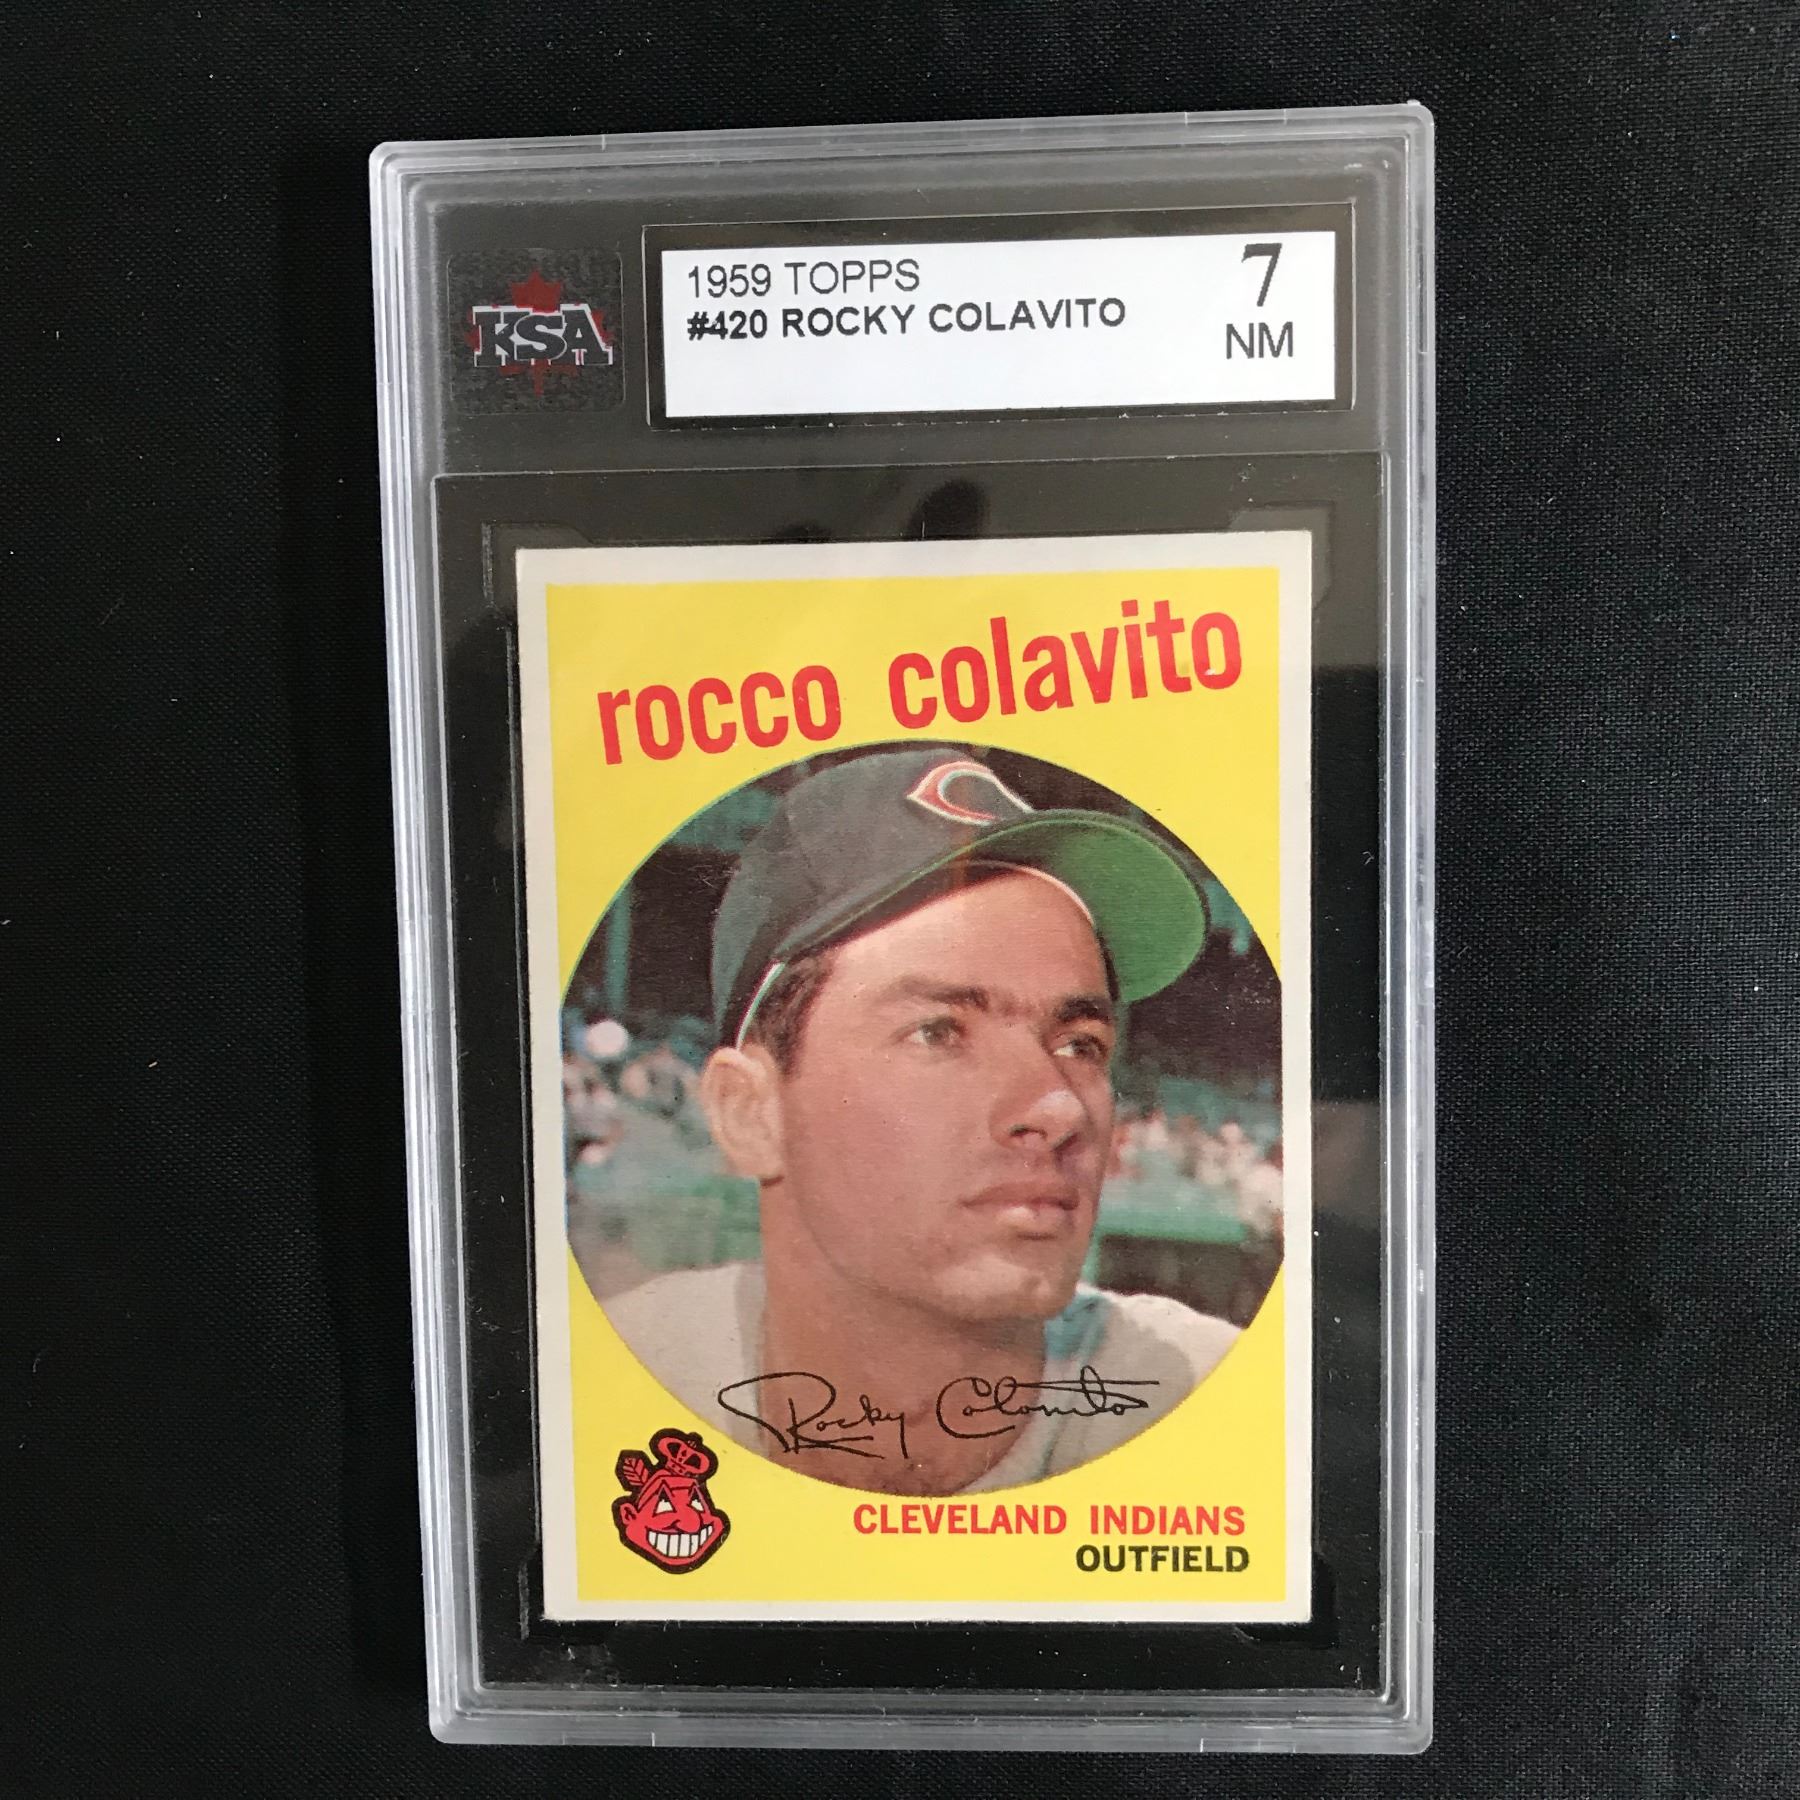 KSA
1959 TOPPS
#420 ROCKY COLAVITO
7
NM
rocco colavito
C
Rocky Colavito
CLEVELAND INDIANS
OUTFIELD